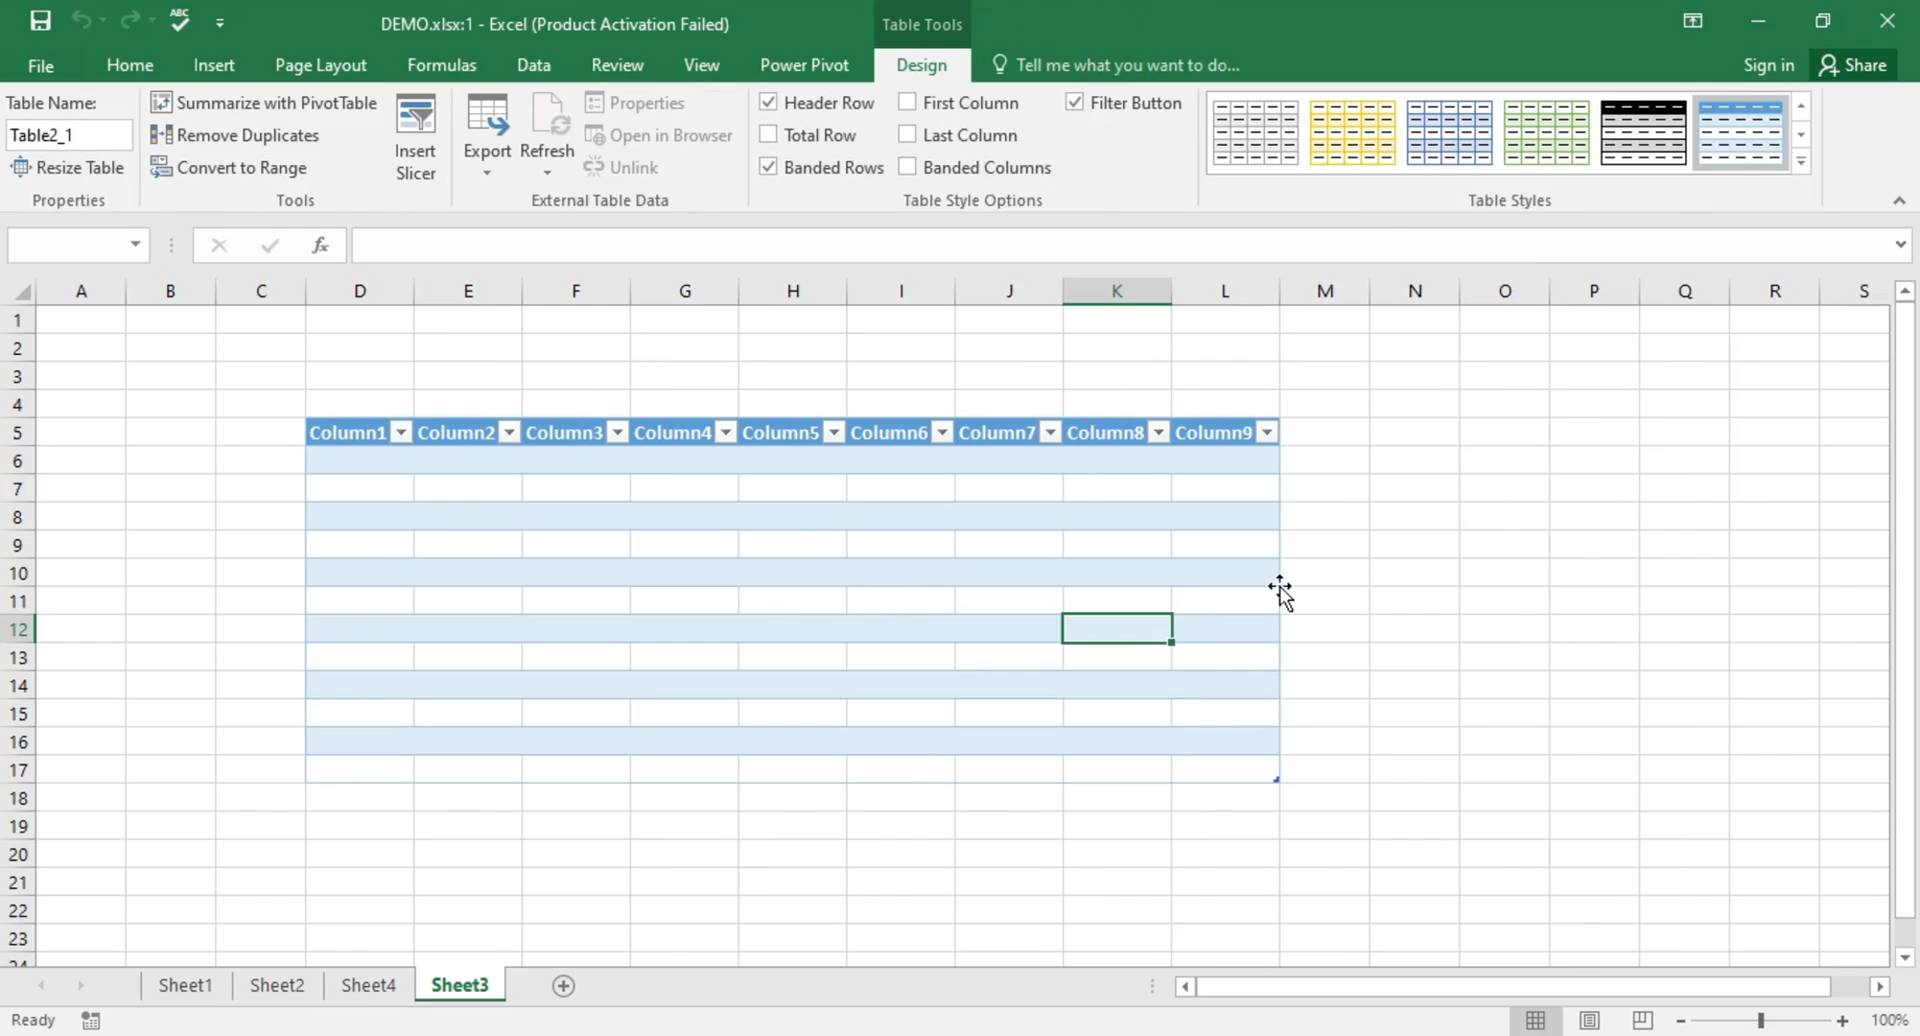 ABC
DEMO.xlsx:1 - Excel (Product Activation Failed)
Table Tools
File Home Insert Page Layout Formulas Data Review View Power Pivot Design Tell me what you want to do... Sign in Share
Table Name:
Table2_1
Resize Table
Properties
Summarize with PivotTable
Remove Duplicates
Convert to Range
Tools
Insert
Slicer
Export
Refresh
Properties
Open in Browser
Unlink
External Table Data
Header Row
Total Row
Banded Rows
First Column
Last Column
Banded Columns
Filter Button
Table Style Options
Table Styles
fx
A B C D E F G H I J K L M N O P Q R S
1
2
3
4
5 Column1 Column2 Column3 Column4 Column5 Column6 Column7 Column8 Column9
6
7
8
9
10
11
12
13
14
15
16
17
18
19
20
21
22
23
24
Sheet1 Sheet2 Sheet4 Sheet3
Ready 100%